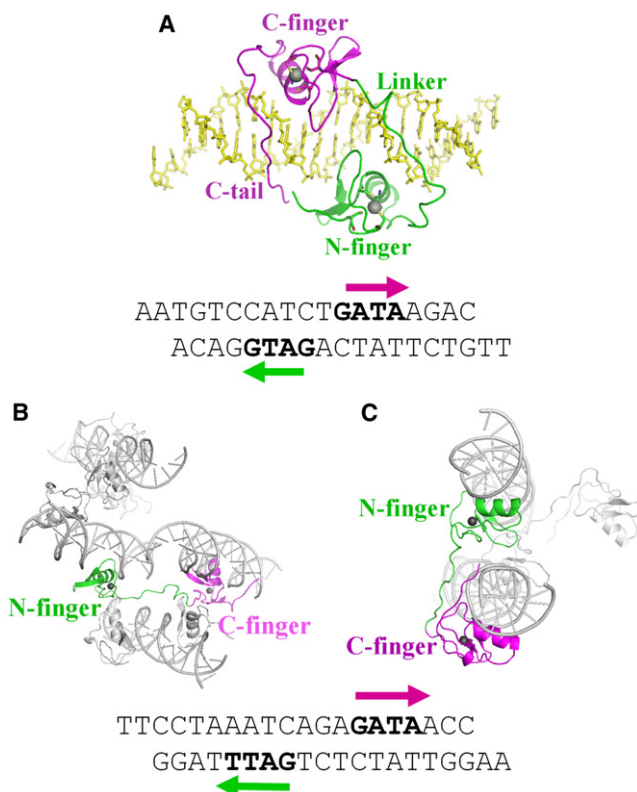 A
C-finger
Linker
C-tail
N-finger
AATGTCCATCTGATAAGAC
ACAGGTAGACTATTCTGTT
B
C
N-finger
N-finger
C-finger
C-finger
TTCCTAAATCAGAGATAACC
GGATTTAGTCTCTATTGGAA